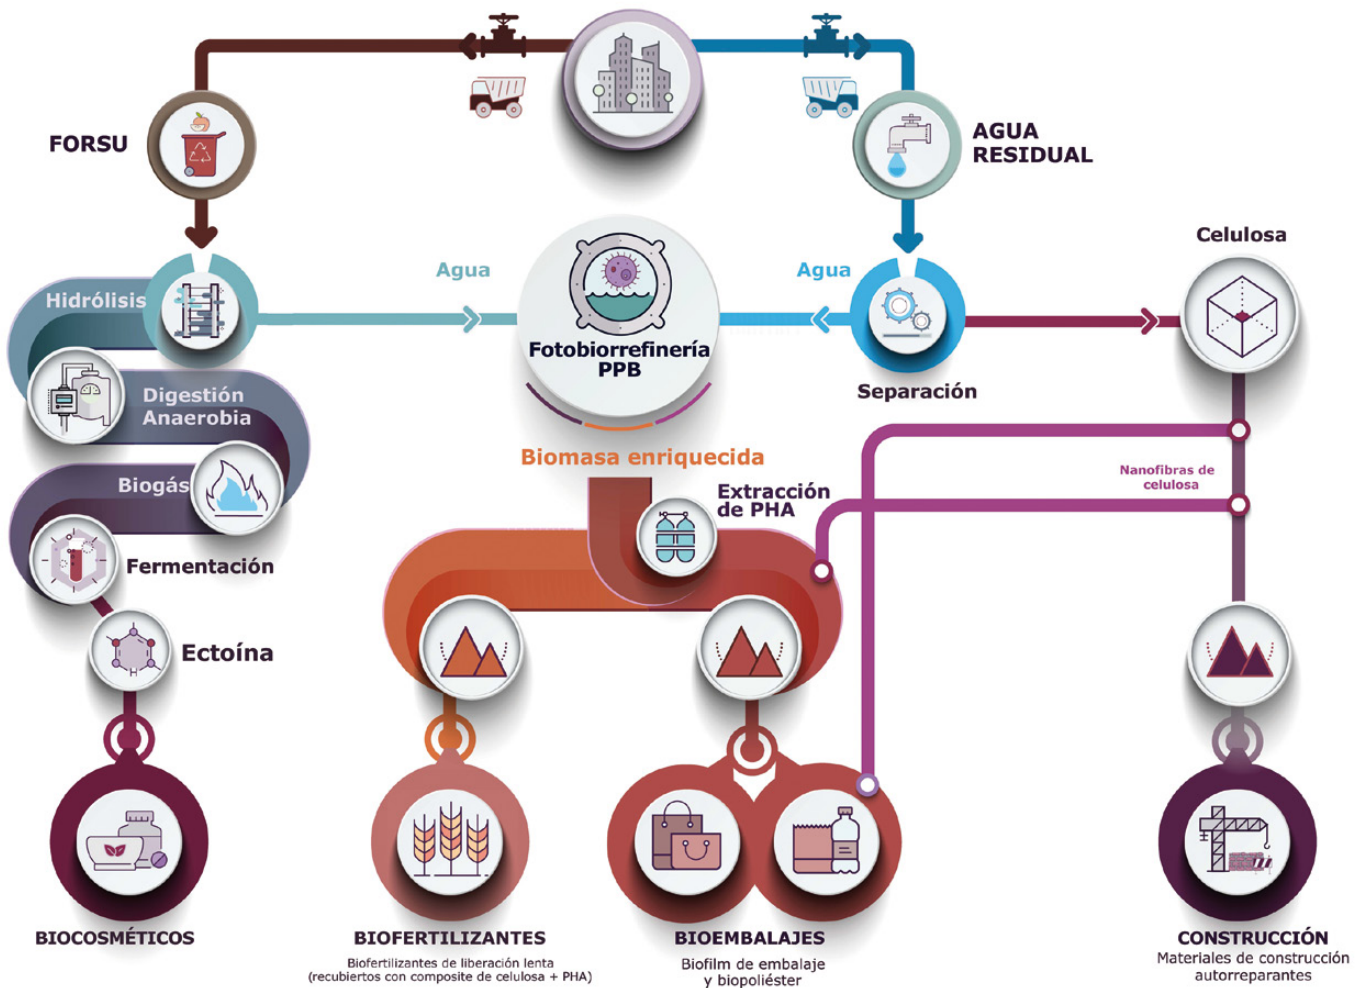 FORSU
AGUA
RESIDUAL
Celulosa
Hidrólisis
Agua
Agua
Fotobiorrefinería
PPB
Separación
Digestión
Anaerobia
Biomasa enriquecida
Nanofibras de
celulosa
Biogás
Extracción
de PHA
Fermentación
Ectoína
H
BIOCOSMÉTICOS
BIOFERTILIZANTES
Biofertilizantes de liberación lenta
(recubiertos con composite de celulosa + PHA)
BIOEMBALAJES
Biofilm de embalaje
y biopoliéster
CONSTRUCCIÓN
Materiales de construcción
autorreparantes